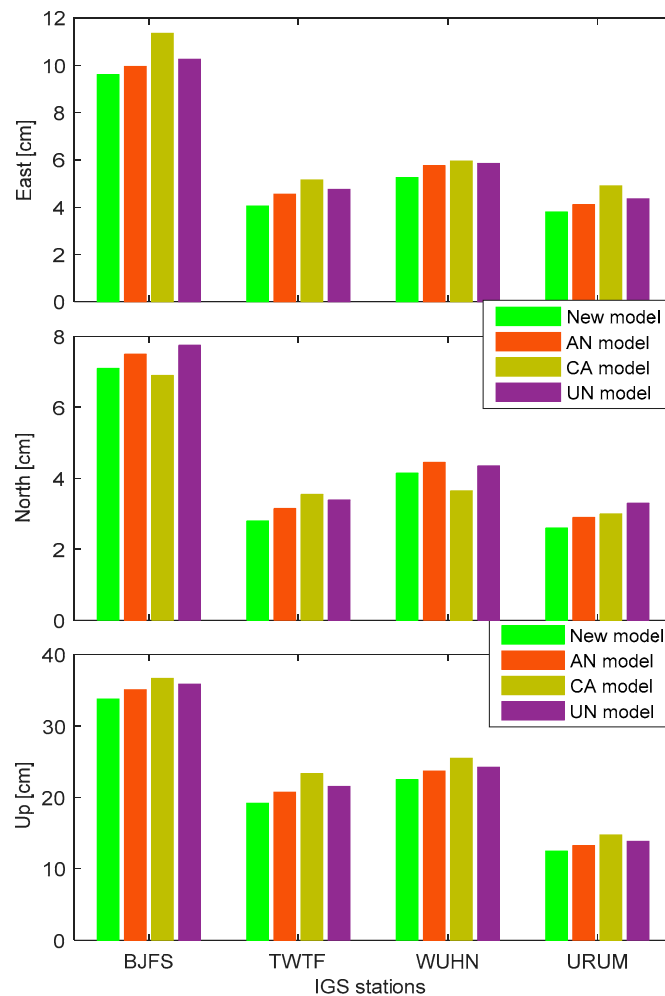 12
10
8
6
4
2
0
East [cm]
New model
AN model
CA model
UN model
8
6
4
2
0
North [cm]
New model
AN model
CA model
UN model
40
30
20
10
0
Up [cm]
BJFS TWTF WUHN URUM
IGS stations